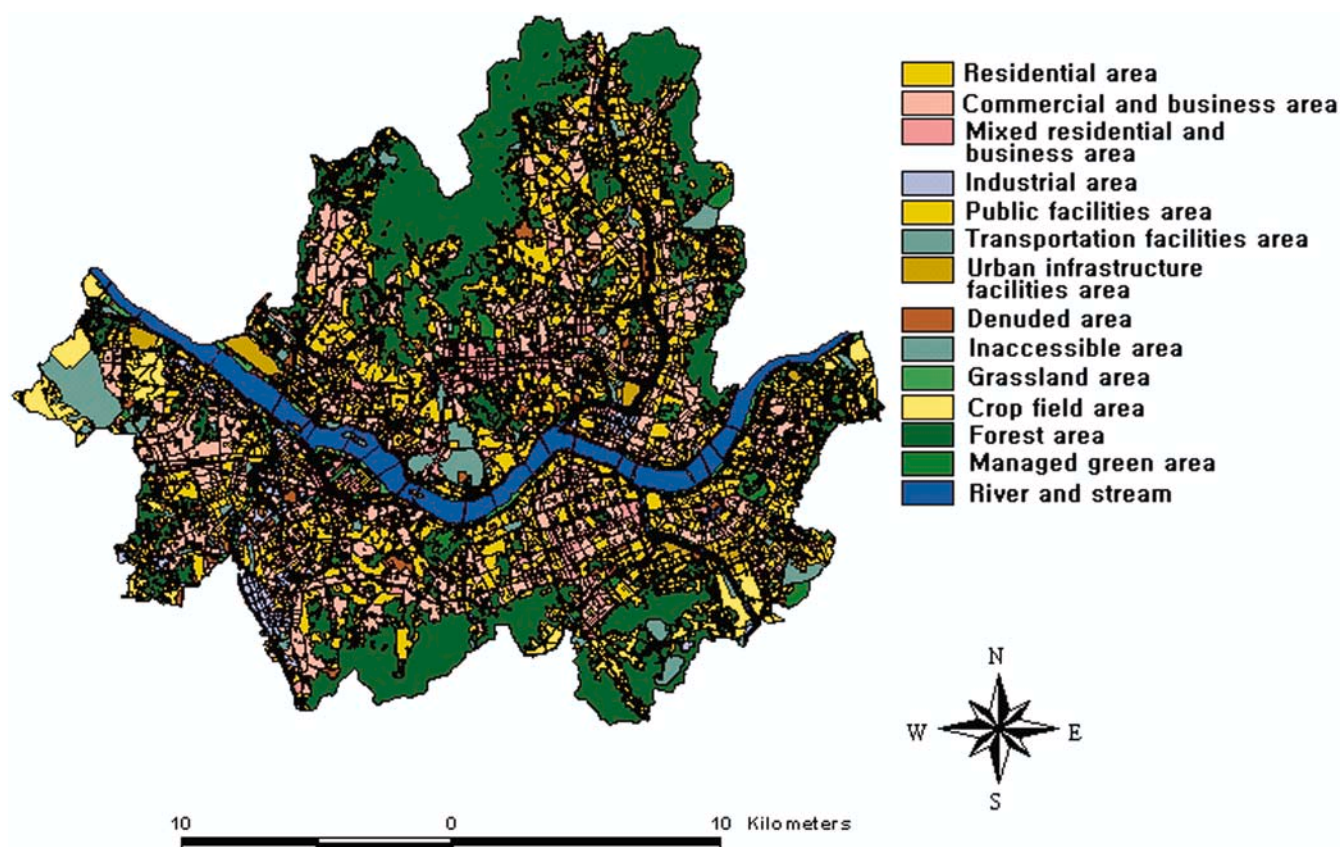 Residential area
Commercial and business area
Mixed residential and
business area
Industrial area
Public facilities area
Transportation facilities area
Urban infrastructure
facilities area
Denuded area
Inaccessible area
Grassland area
Crop field area
Forest area
Managed green area
River and stream
N
W E
S
10 0 10 Kilometers